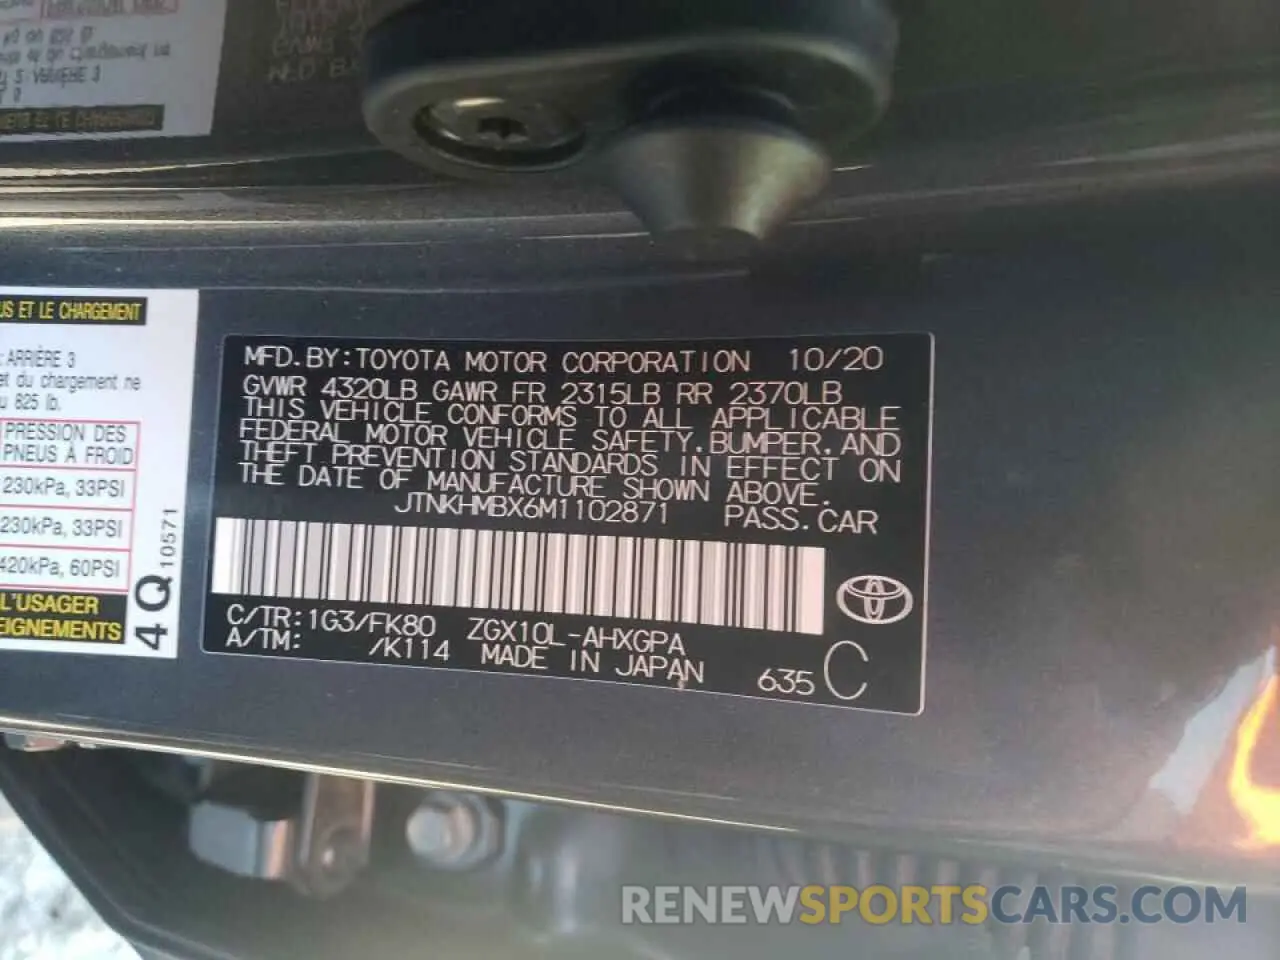 US ET LE CHARGEMENT
: ARRIÈRE 3
et du chargement ne
u 825 lb.
PRESSION DES
PNEUS À FROID
230kPa, 33PSI
230kPa, 33PSI
420kPa, 60PSI
L'USAGER
EIGNEMENTS
4Q
10571
MFD. BY: TOYOTA MOTOR CORPORATION 10/20
GVWR 4320LB GAWR FR 2315LB RR 2370LB
THIS VEHICLE CONFORMS TO ALL APPLICABLE
FEDERAL MOTOR VEHICLE SAFETY, BUMPER, AND
THEFT PREVENTION STANDARDS IN EFFECT ON
THE DATE OF MANUFACTURE SHOWN ABOVE.
JTNKHMBX6M1102871 PASS. CAR
C/TR: 1G3/FK80 ZGX10L-AHXGPA
A/TM: /K114 MADE IN JAPAN 635 C
RENEWSPORTSCARS.COM